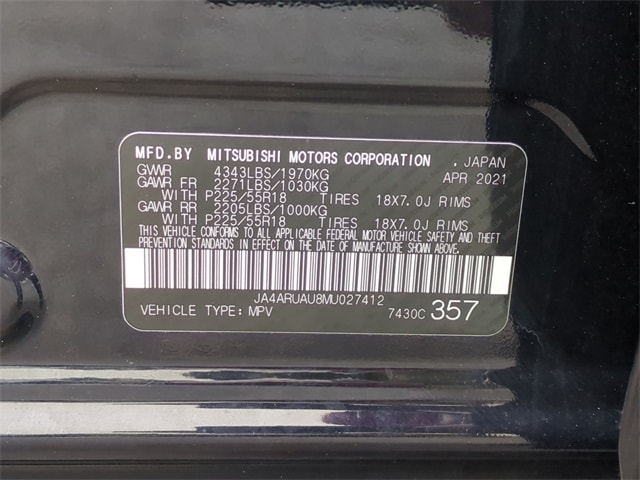 MFD.BY MITSUBISHI MOTORS CORPORATION . JAPAN
GVWR 4343LBS/1970KG APR 2021
GAWR FR 2271LBS/1030KG
WITH P225/55R18 TIRES 18X7.0J RIMS
GAWR RR 2205LBS/1000KG
WITH P225/55R18 TIRES 18X7.0J RIMS
THIS VEHICLE CONFORMS TO ALL APPLICABLE FEDERAL MOTOR VEHICLE SAFETY AND THEFT
PREVENTION STANDARDS IN EFFECT ON THE DATE OF MANUFACTURE SHOWN ABOVE.
JA4ARUAU8MU027412
VEHICLE TYPE: MPV 7430C 357